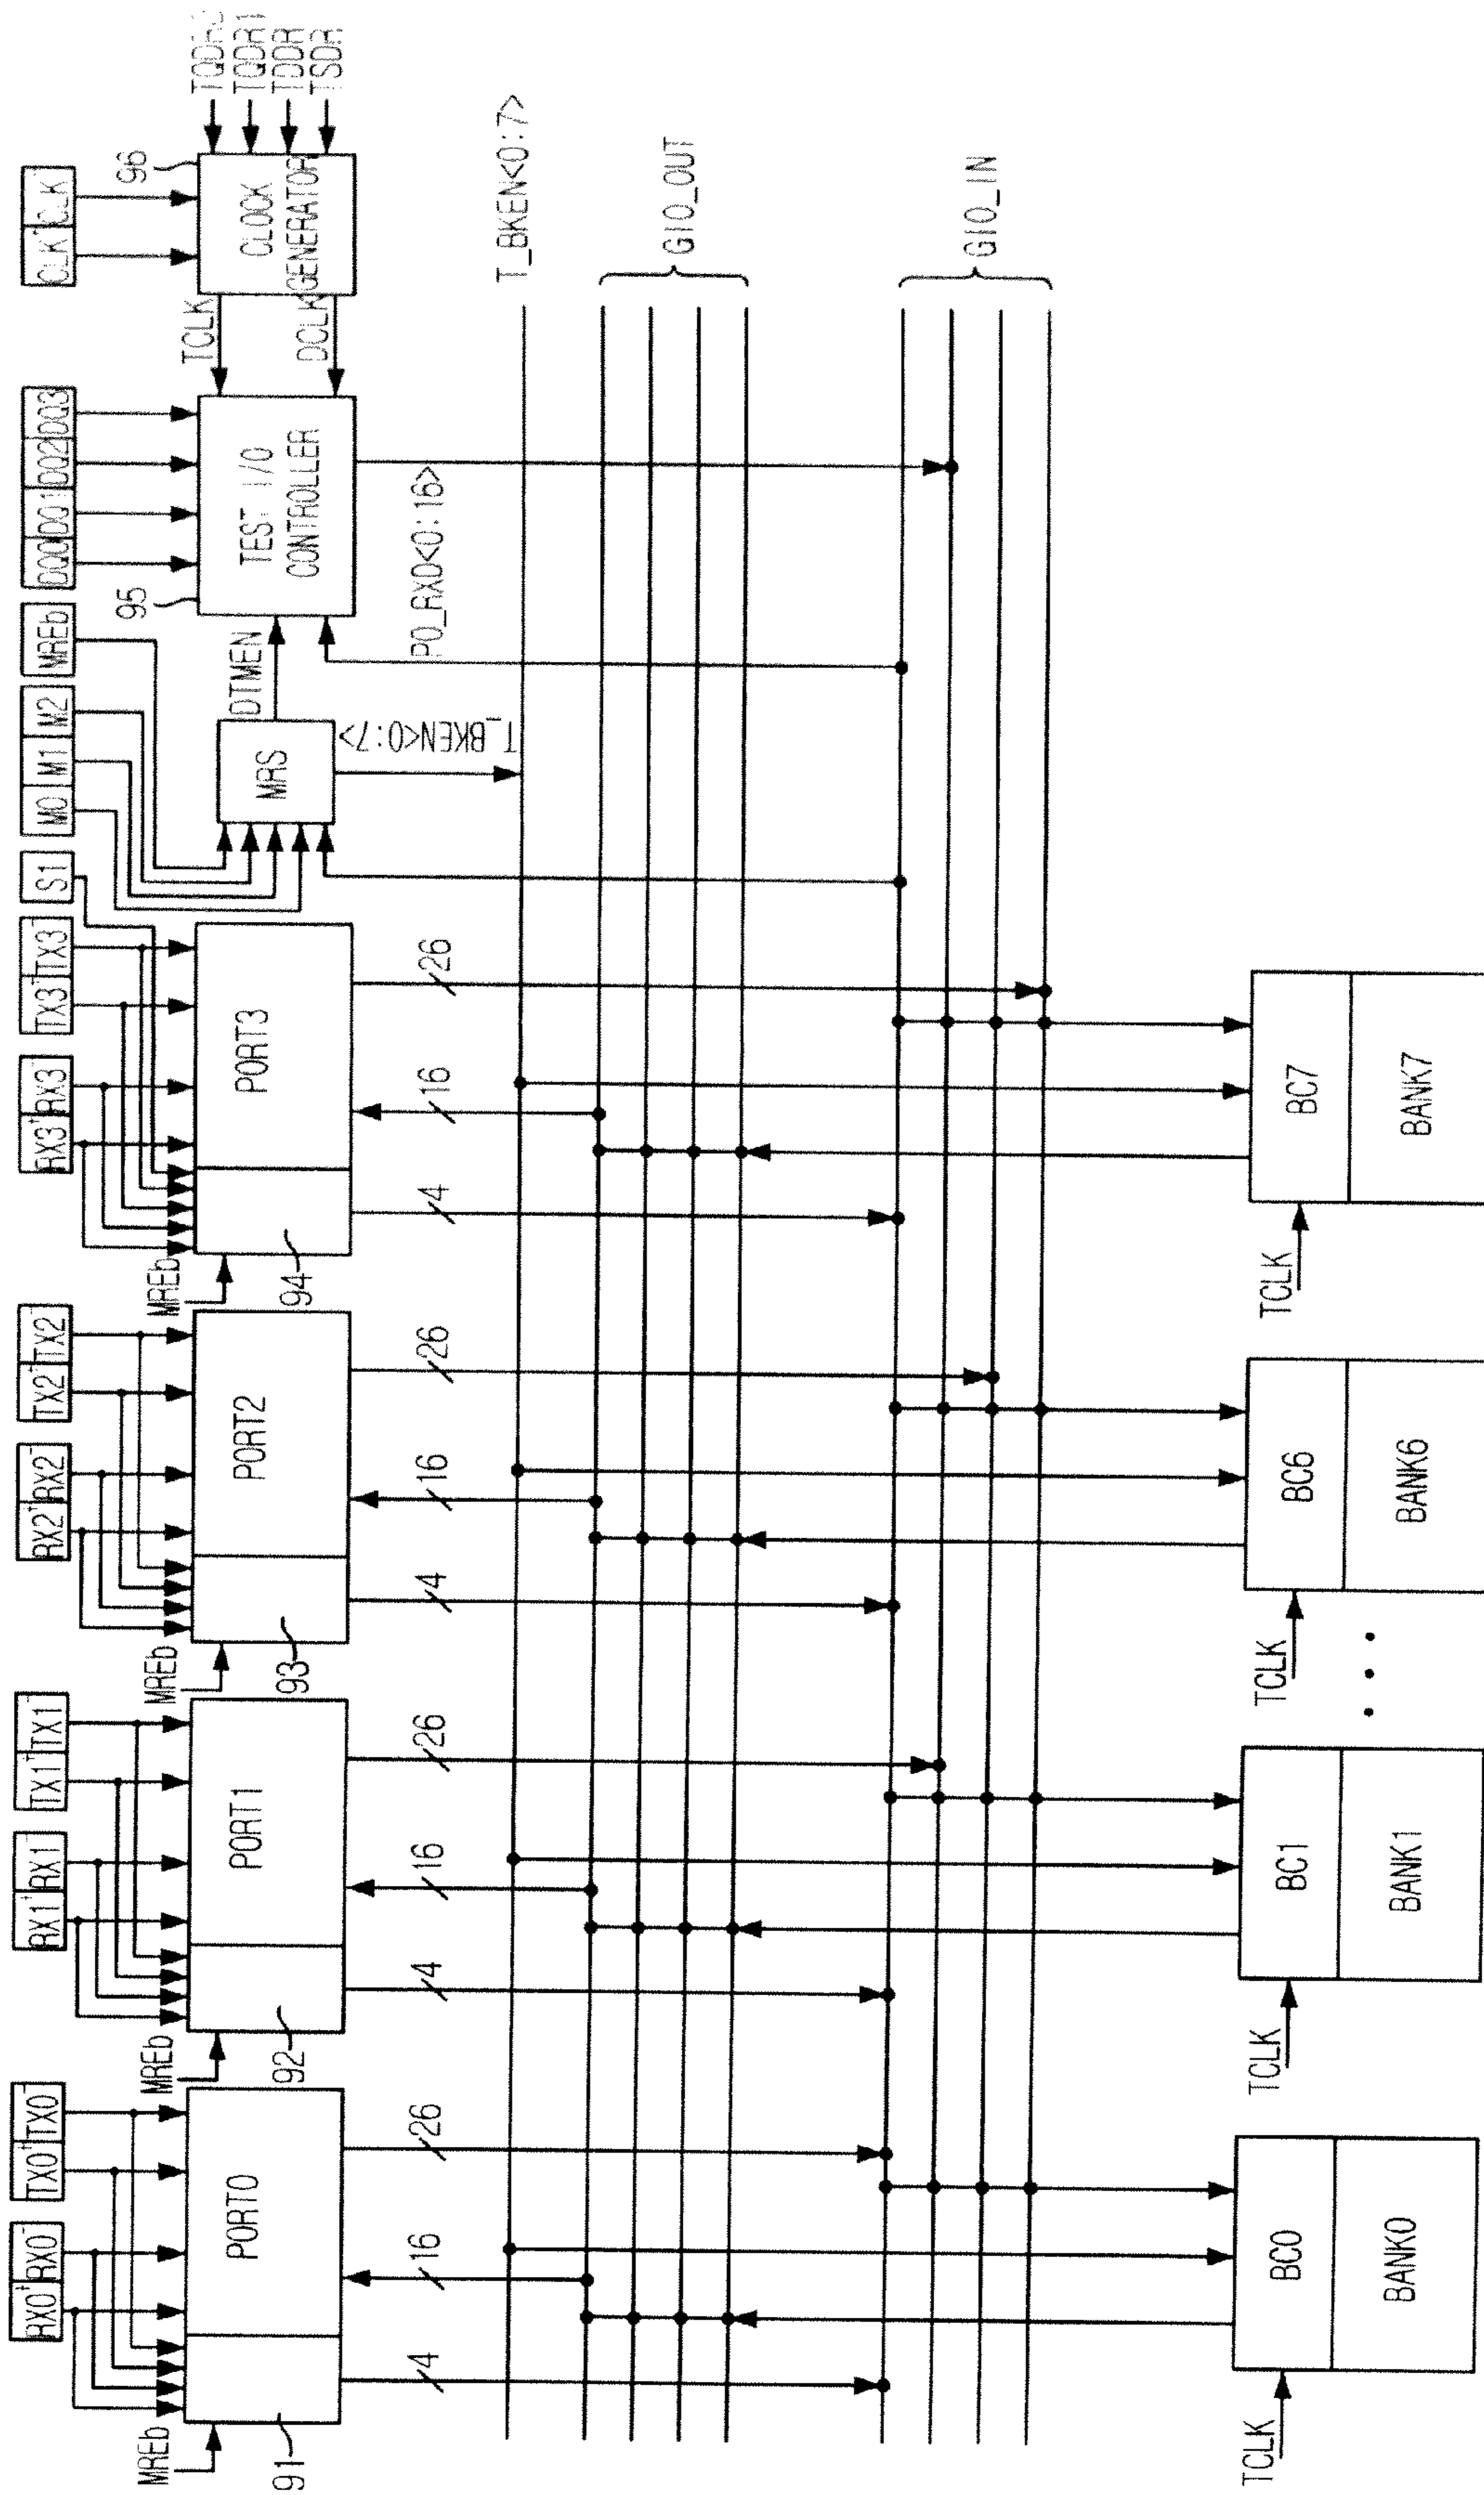 RX0+ RX0- TX0+ TX0- RX1+ RX1- TX1+ TX1- RX2+ RX2- TX2+ TX2- RX3+ RX3- TX3+ TX3- S1 M0 M1 M2 MREb DQ0 DQ1 DQ2 DQ3 CLK+ CLK-
MREb PORT0 MREb PORT1 MREb PORT2 MREb PORT3
91 92 93 94
MRS
DTMEN
95
TEST I/O
CONTROLLER
TCLK
DCLK
96
CLOCK
GENERATOR
TQDR1
TDDR
TSDR
T_BKEN<0:7>
P0_RXD<0:16>
4 16 26 4 16 26 4 16 26 4 16 26
T_BKEN<0:7>
GIO_OUT
GIO_IN
TCLK BC0 TCLK BC1 TCLK BC6 TCLK BC7
BANK0 BANK1 ... BANK6 BANK7